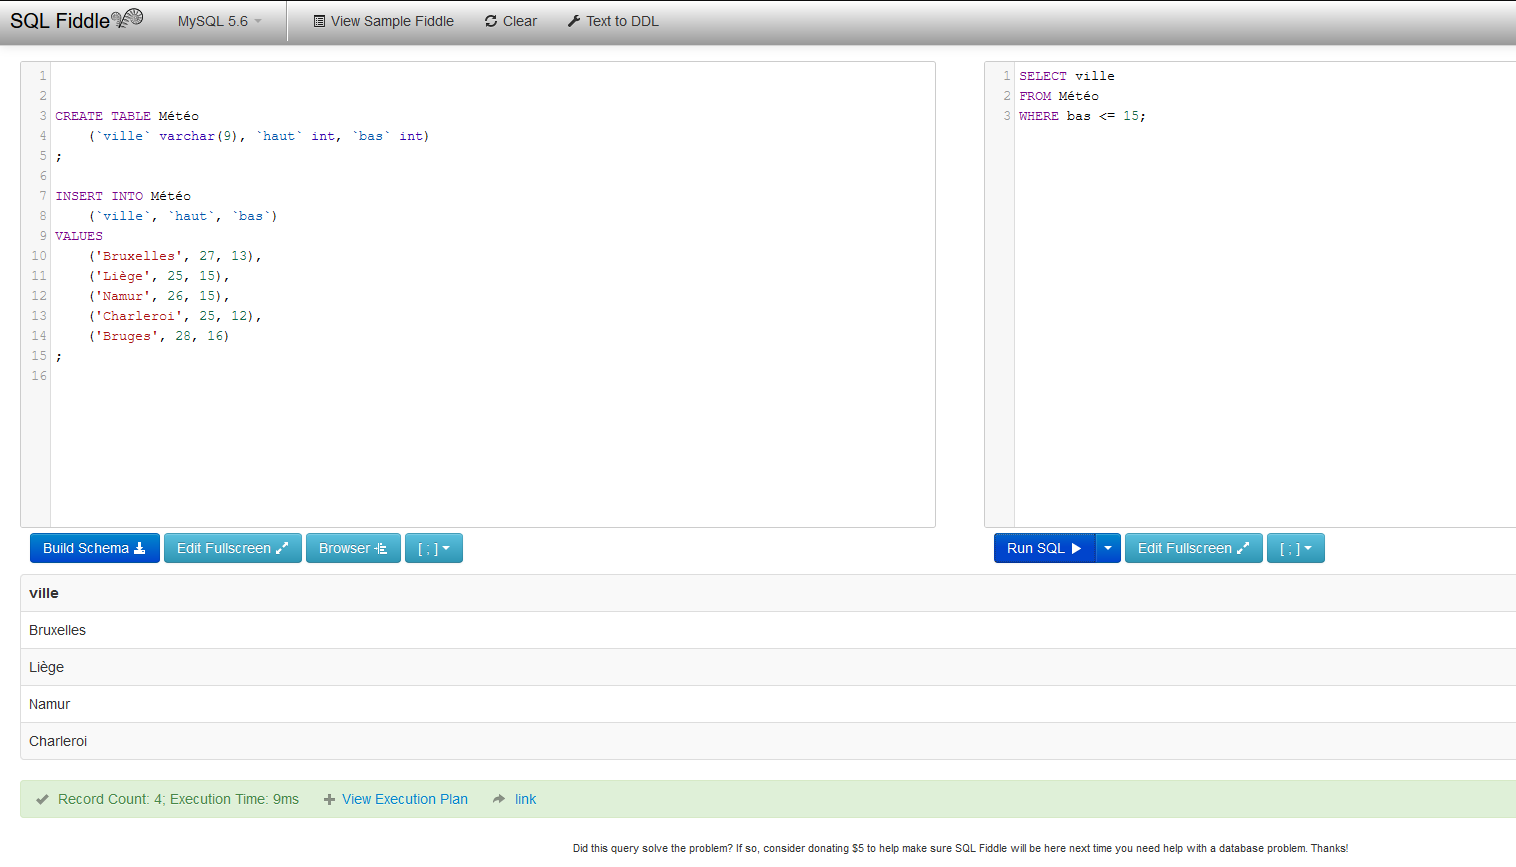 SQL Fiddle MySQL 5.6 View Sample Fiddle Clear Text to DDL
1
2
3 CREATE TABLE Météo
4 (`ville` varchar(9), `haut` int, `bas` int)
5 ;
6
7 INSERT INTO Météo
8 (`ville`, `haut`, `bas`)
9 VALUES
10 ('Bruxelles', 27, 13),
11 ('Liège', 25, 15),
12 ('Namur', 26, 15),
13 ('Charleroi', 25, 12),
14 ('Bruges', 28, 16)
15 ;
16
1 SELECT ville
2 FROM Météo
3 WHERE bas <= 15;
Build Schema Edit Fullscreen Browser [ ; ]
Run SQL Edit Fullscreen [ ; ]
ville
Bruxelles
Liège
Namur
Charleroi
Record Count: 4; Execution Time: 9ms View Execution Plan link
Did this query solve the problem? If so, consider donating $5 to help make sure SQL Fiddle will be here next time you need help with a database problem. Thanks!